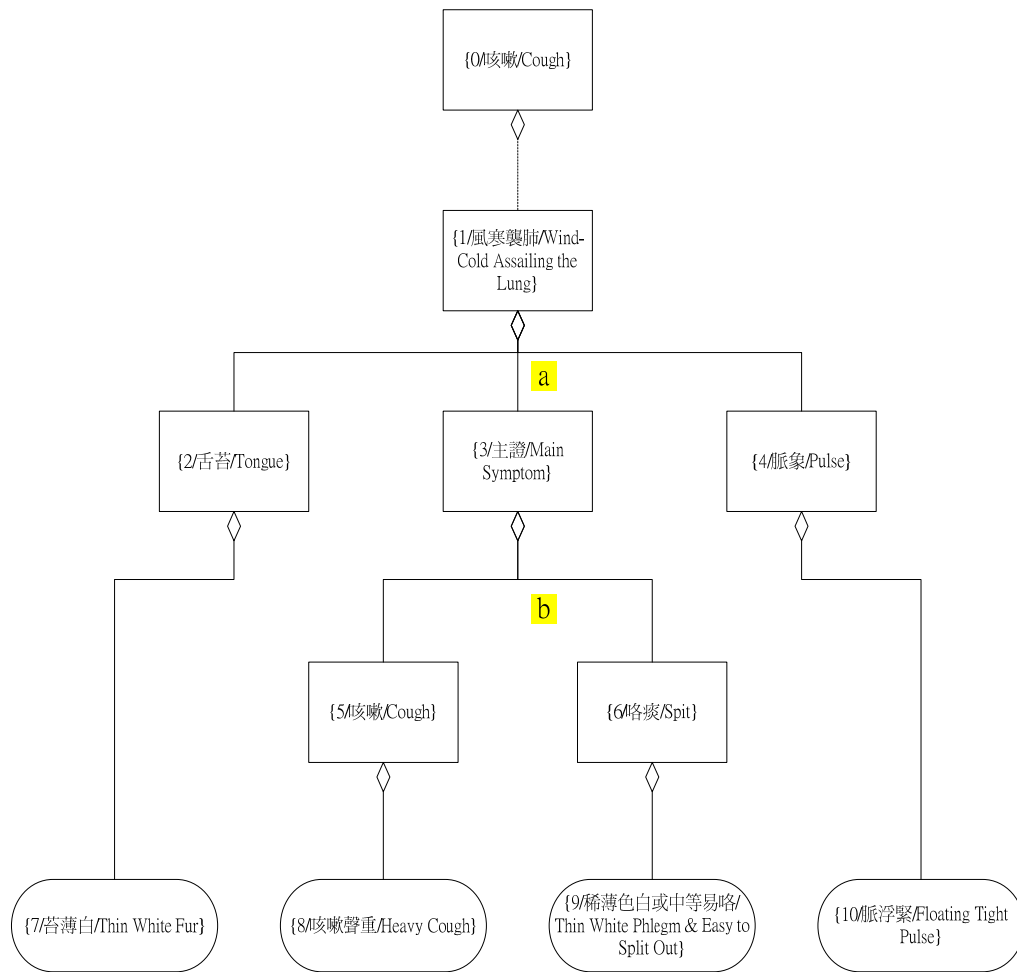 {0/咳嗽/Cough}
{1/風寒襲肺/Wind-
Cold Assailing the
Lung}
a
{2/舌苔/Tongue}
{3/主證/Main
Symptom}
{4/脈象/Pulse}
b
{5/咳嗽/Cough}
{6/咯痰/Spit}
{7/苔薄白/Thin White Fur}
{8/咳嗽聲重/Heavy Cough}
{9/稀薄色白或中等易咯/
Thin White Phlegm & Easy to
Split Out}
{10/脈浮緊/Floating Tight
Pulse}